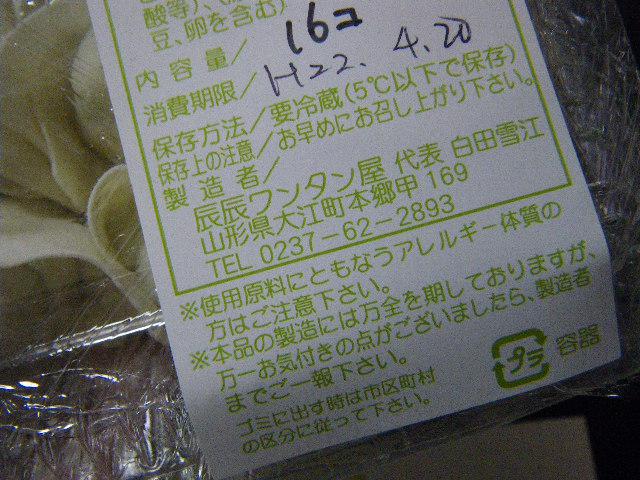 酸等)、
豆、卵を含む)
内容量/ 16コ
消費期限/ H22. 4.20
保存方法/要冷蔵(5℃以下で保存)
保存上の注意/お早めにお召し上がり下さい。
製造者/
辰辰ワンタン屋 代表 白田雪江
山形県大江町本郷甲169
TEL 0237-62-2893
※使用原料にともなうアレルギー体質の
方はご注意下さい。
※本品の製造には万全を期しておりますが、
万一お気付きの点がございましたら、製造者
までご一報下さい。
プラ 容器
ゴミに出す時は市区町村
の区分に従って下さい。